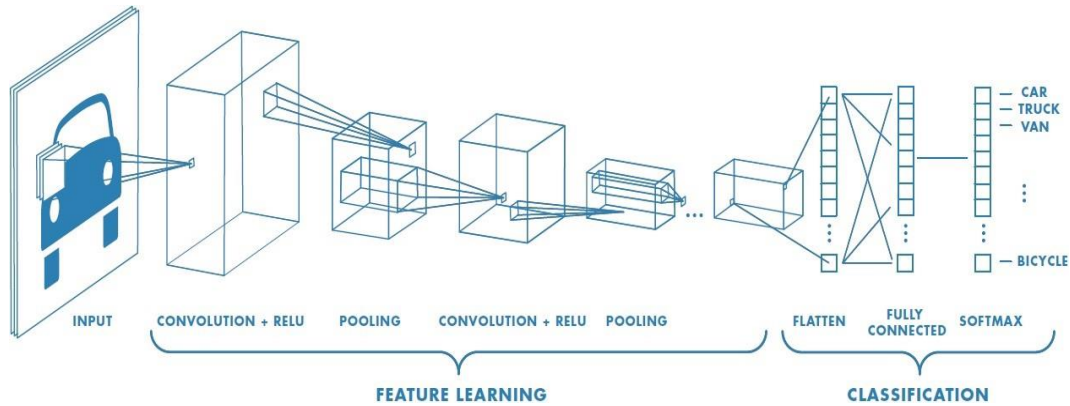 CAR
TRUCK
VAN
BICYCLE
INPUT
CONVOLUTION + RELU
POOLING
CONVOLUTION + RELU
POOLING
FLATTEN
FULLY
CONNECTED
SOFTMAX
FEATURE LEARNING
CLASSIFICATION